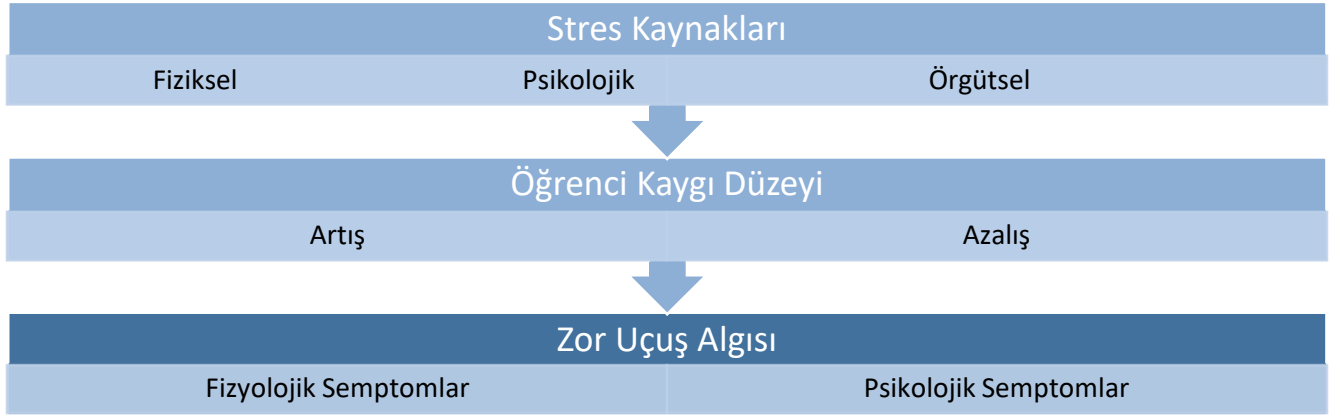 Stres Kaynakları
Fiziksel Psikolojik Örgütsel
Öğrenci Kaygı Düzeyi
Artış Azalış
Zor Uçuş Algısı
Fizyolojik Semptomlar Psikolojik Semptomlar